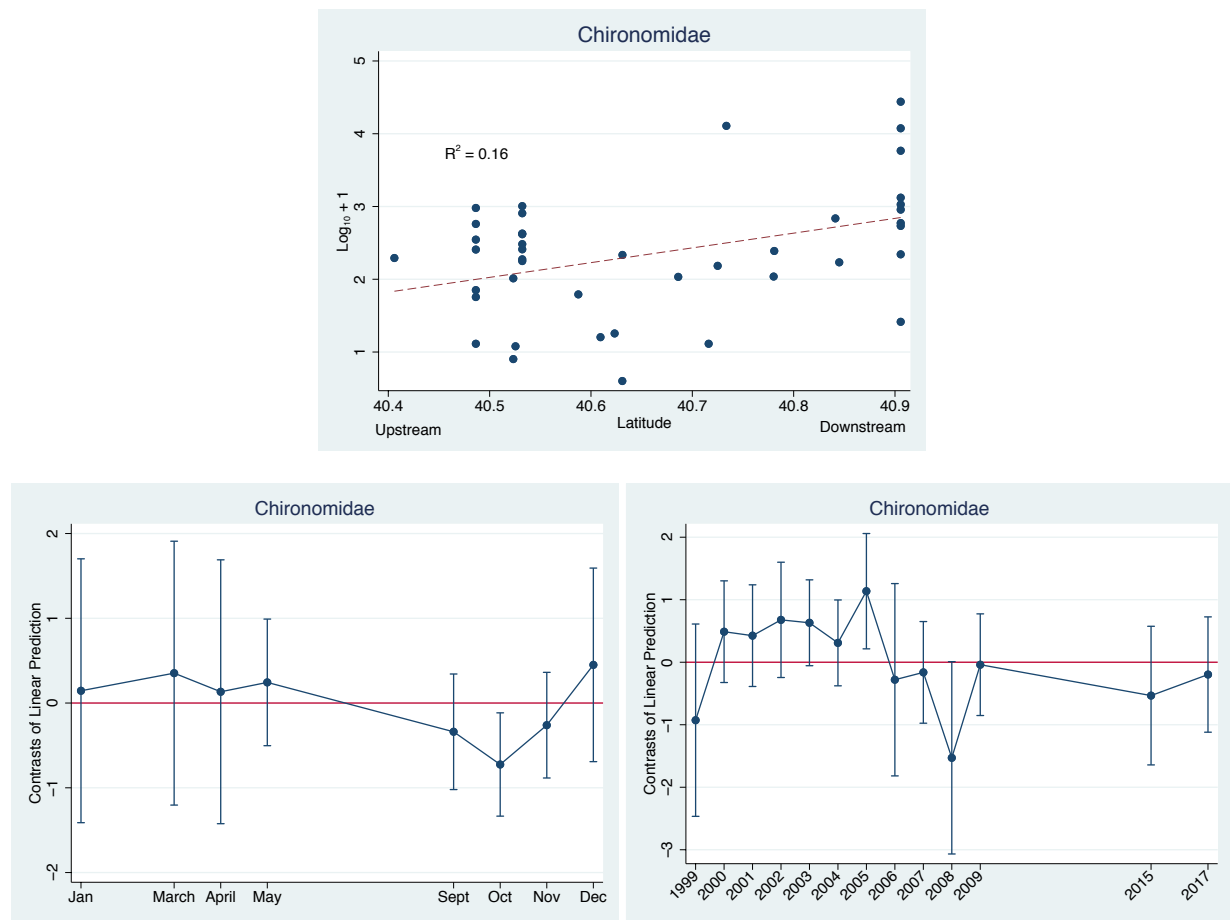 Chironomidae
5
4
3
2
1
Log₁₀ + 1
R² = 0.16
40.4 40.5 40.6 40.7 40.8 40.9
Upstream Latitude Downstream
Chironomidae
2
1
0
−1
−2
Contrasts of Linear Prediction
Jan March April May Sept Oct Nov Dec
Chironomidae
2
1
0
−1
−2
−3
Contrasts of Linear Prediction
1999 2000 2001 2002 2003 2004 2005 2006 2007 2008 2009 2015 2017